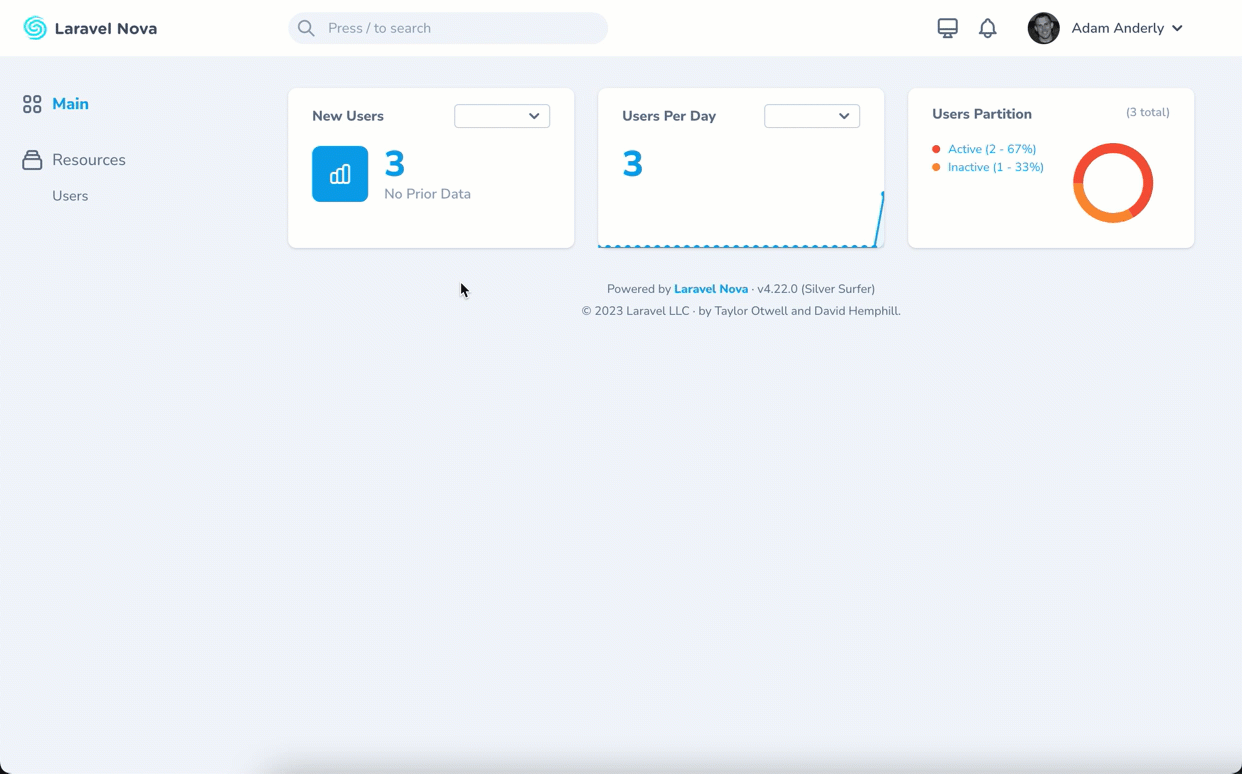 Laravel Nova
Press / to search
Adam Anderly
Main
Resources
Users
New Users
3
No Prior Data
Users Per Day
3
Users Partition
(3 total)
Active (2 - 67%)
Inactive (1 - 33%)
Powered by Laravel Nova · v4.22.0 (Silver Surfer)
© 2023 Laravel LLC · by Taylor Otwell and David Hemphill.